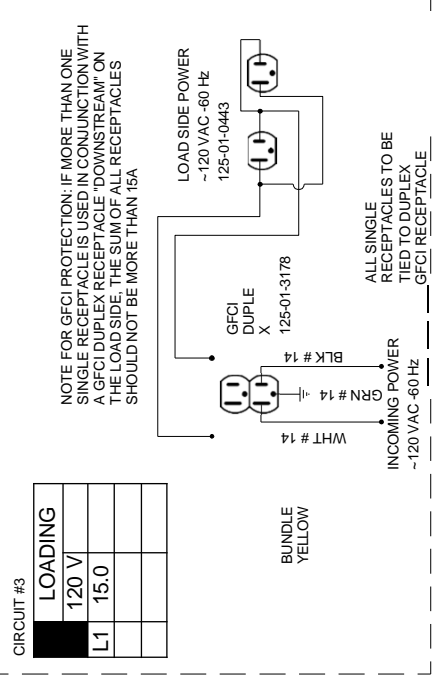 CIRCUIT #3
LOADING
120 V
L1 15.0
NOTE FOR GFCI PROTECTION: IF MORE THAN ONE
SINGLE RECEPTACLE IS USED IN CONJUNCTION WITH
A GFCI DUPLEX RECEPTACLE "DOWNSTREAM" ON
THE LOAD SIDE, THE SUM OF ALL RECEPTACLES
SHOULD NOT BE MORE THAN 15A
LOAD SIDE POWER
~120 VAC -60 Hz
125-01-0443
GFCI
DUPLE
X
125-01-3178
BUNDLE
YELLOW
WHT # 14
GRN # 14
BLK # 14
INCOMING POWER
~120 VAC -60 Hz
ALL SINGLE
RECEPTACLES TO BE
TIED TO DUPLEX
GFCI RECEPTACLE